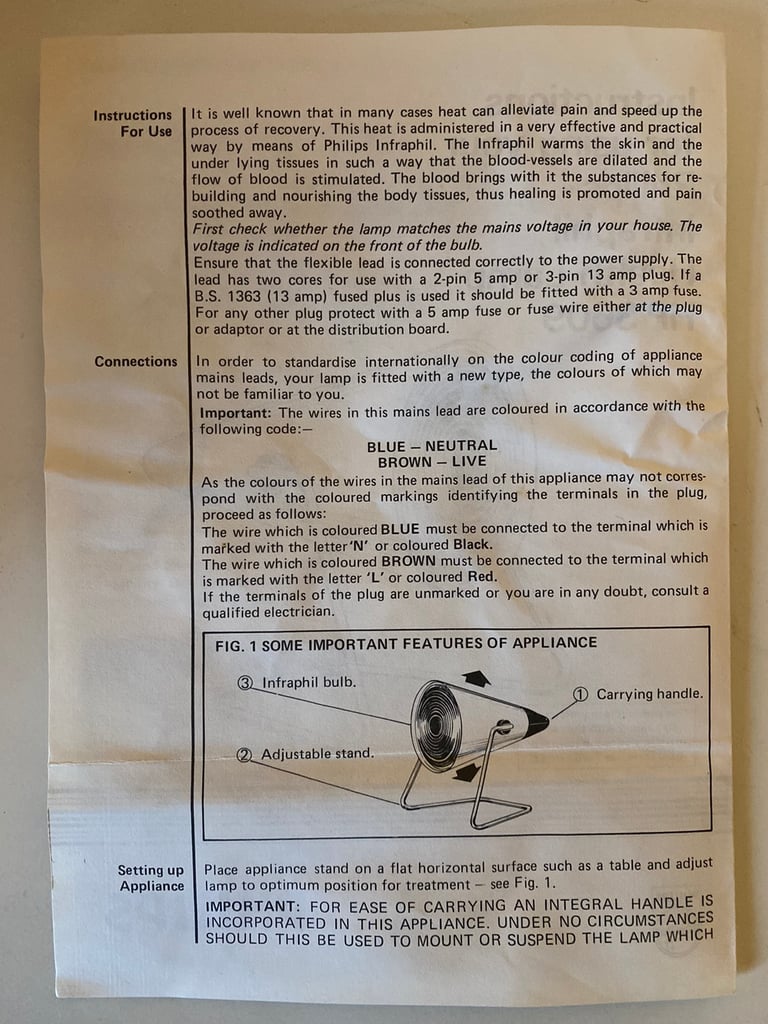 Instructions
For Use
It is well known that in many cases heat can alleviate pain and speed up the
process of recovery. This heat is administered in a very effective and practical
way by means of Philips Infraphil. The Infraphil warms the skin and the
under lying tissues in such a way that the blood-vessels are dilated and the
flow of blood is stimulated. The blood brings with it the substances for re-
building and nourishing the body tissues, thus healing is promoted and pain
soothed away.
First check whether the lamp matches the mains voltage in your house. The
voltage is indicated on the front of the bulb.
Ensure that the flexible lead is connected correctly to the power supply. The
lead has two cores for use with a 2-pin 5 amp or 3-pin 13 amp plug. If a
B.S. 1363 (13 amp) fused plus is used it should be fitted with a 3 amp fuse.
For any other plug protect with a 5 amp fuse or fuse wire either at the plug
or adaptor or at the distribution board.
Connections
In order to standardise internationally on the colour coding of appliance
mains leads, your lamp is fitted with a new type, the colours of which may
not be familiar to you.
Important: The wires in this mains lead are coloured in accordance with the
following code:—
BLUE — NEUTRAL
BROWN — LIVE
As the colours of the wires in the mains lead of this appliance may not corres-
pond with the coloured markings identifying the terminals in the plug,
proceed as follows:
The wire which is coloured BLUE must be connected to the terminal which is
marked with the letter 'N' or coloured Black.
The wire which is coloured BROWN must be connected to the terminal which
is marked with the letter 'L' or coloured Red.
If the terminals of the plug are unmarked or you are in any doubt, consult a
qualified electrician.
FIG. 1 SOME IMPORTANT FEATURES OF APPLIANCE
③ Infraphil bulb.
① Carrying handle.
② Adjustable stand.
Setting up
Appliance
Place appliance stand on a flat horizontal surface such as a table and adjust
lamp to optimum position for treatment — see Fig. 1.
IMPORTANT: FOR EASE OF CARRYING AN INTEGRAL HANDLE IS
INCORPORATED IN THIS APPLIANCE. UNDER NO CIRCUMSTANCES
SHOULD THIS BE USED TO MOUNT OR SUSPEND THE LAMP WHICH